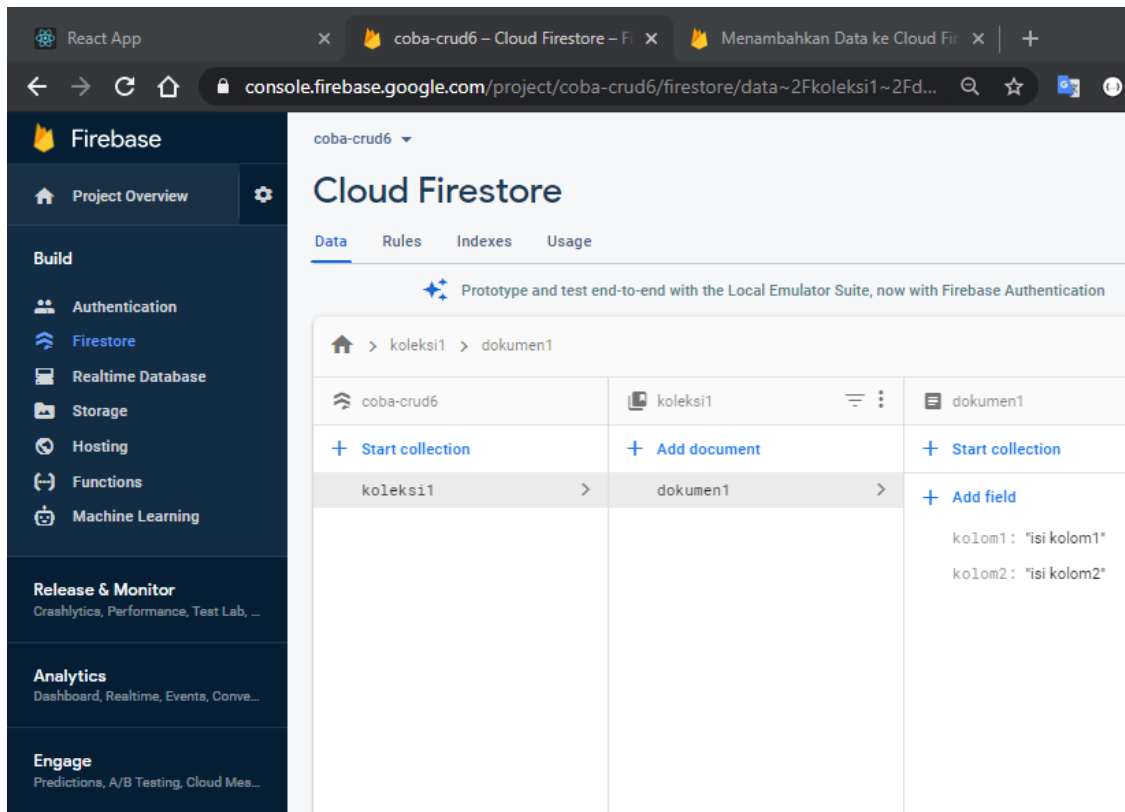 React App
coba-crud6 – Cloud Firestore – Fi
Menambahkan Data ke Cloud Fir
console.firebase.google.com/project/coba-crud6/firestore/data~2Fkoleksi1~2Fd...
Firebase
Project Overview
Build
Authentication
Firestore
Realtime Database
Storage
Hosting
Functions
Machine Learning
Release & Monitor
Crashlytics, Performance, Test Lab, ...
Analytics
Dashboard, Realtime, Events, Conve...
Engage
Predictions, A/B Testing, Cloud Mes...
coba-crud6
Cloud Firestore
Data Rules Indexes Usage
Prototype and test end-to-end with the Local Emulator Suite, now with Firebase Authentication
koleksi1 > dokumen1
coba-crud6
+ Start collection
koleksi1
koleksi1
+ Add document
dokumen1
dokumen1
+ Start collection
+ Add field
kolom1: "isi kolom1"
kolom2: "isi kolom2"